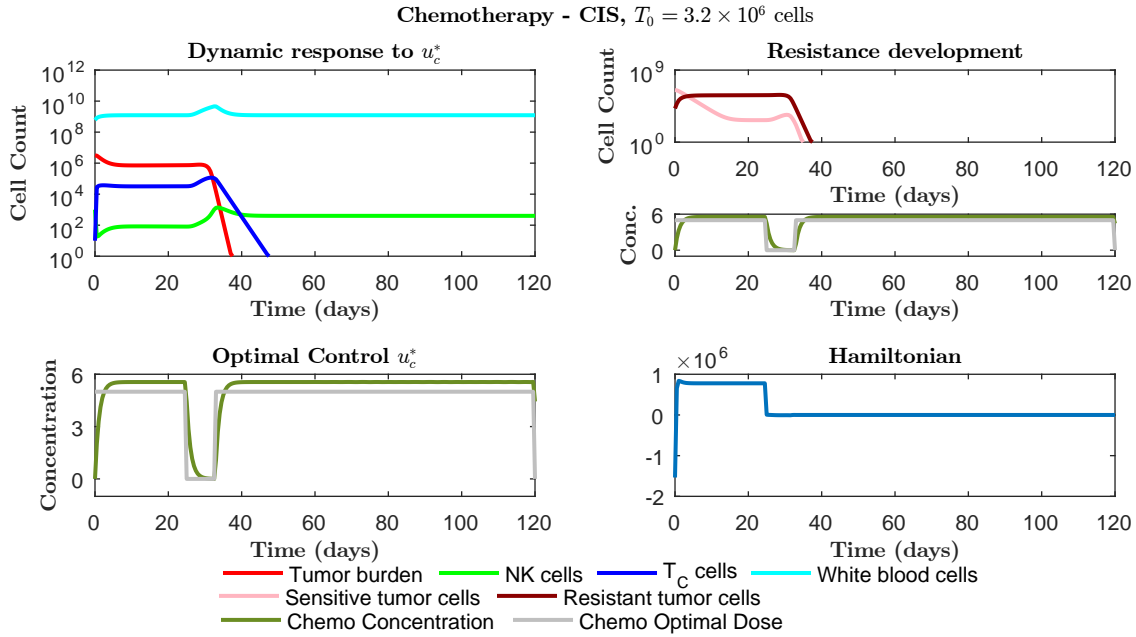 Chemotherapy - CIS, T₀ = 3.2 × 10⁶ cells
Dynamic response to u_c^*
Cell Count
10¹²
10¹⁰
10⁸
10⁶
10⁴
10²
10⁰
0 20 40 60 80 100 120
Time (days)
Resistance development
Cell Count
10⁹
10⁰
0 20 40 60 80 100 120
Time (days)
Conc.
6
0
0 20 40 60 80 100 120
Time (days)
Optimal Control u_c^*
Concentration
6
3
0
0 20 40 60 80 100 120
Time (days)
Hamiltonian
×10⁶
1
0
-1
-2
0 20 40 60 80 100 120
Time (days)
Tumor burden NK cells T_C cells White blood cells
Sensitive tumor cells Resistant tumor cells
Chemo Concentration Chemo Optimal Dose